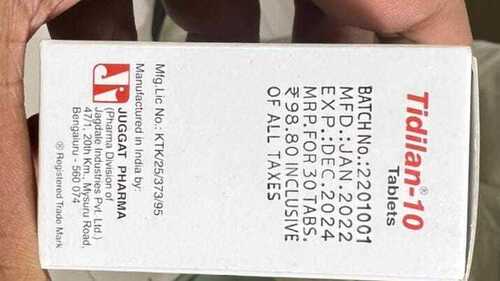 Tidilan®-10
Tablets
BATCH No.:2201001
MFD.:JAN.2022
EXP.:DEC.2024
MRP.FOR 30 TABS.
₹98.80 INCLUSIVE
OF ALL TAXES
Mfg.Lic No.: KTK/25/373/95
Manufactured in India by:
JUGGAT PHARMA
(Pharma Division of
Jagdale Industries Pvt. Ltd.)
47/1, 20th Km., Mysuru Road,
Bengaluru - 560 074
® Registered Trade Mark